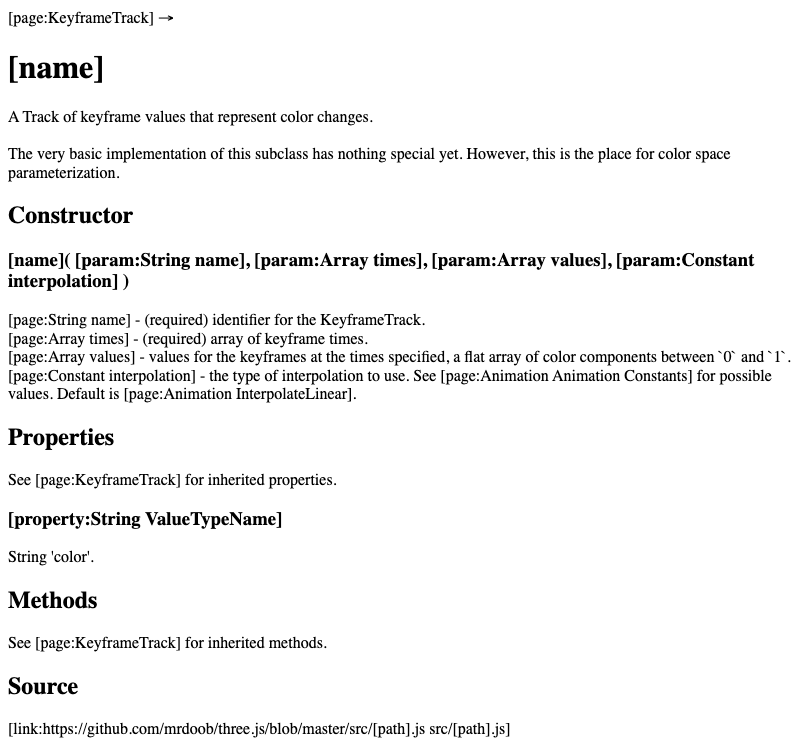 [page:KeyframeTrack] →
[name]
A Track of keyframe values that represent color changes.
The very basic implementation of this subclass has nothing special yet. However, this is the place for color space
parameterization.
Constructor
[name]( [param:String name], [param:Array times], [param:Array values], [param:Constant
interpolation] )
[page:String name] - (required) identifier for the KeyframeTrack.
[page:Array times] - (required) array of keyframe times.
[page:Array values] - values for the keyframes at the times specified, a flat array of color components between `0` and `1`.
[page:Constant interpolation] - the type of interpolation to use. See [page:Animation Animation Constants] for possible
values. Default is [page:Animation InterpolateLinear].
Properties
See [page:KeyframeTrack] for inherited properties.
[property:String ValueTypeName]
String 'color'.
Methods
See [page:KeyframeTrack] for inherited methods.
Source
[link:https://github.com/mrdoob/three.js/blob/master/src/[path].js src/[path].js]